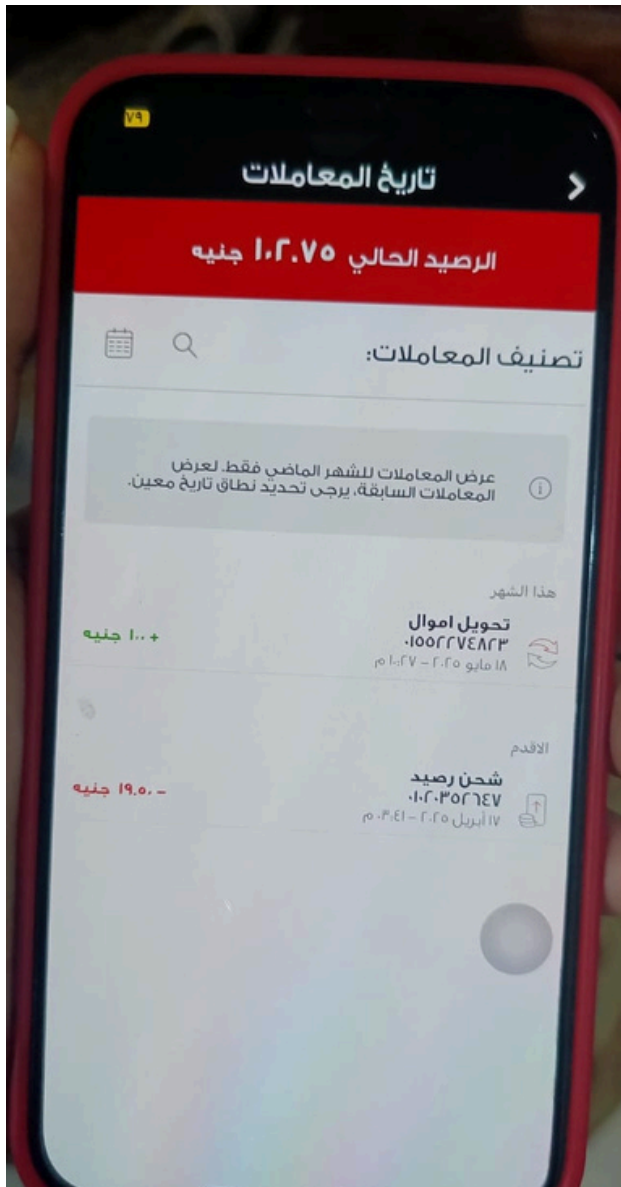 ٧٩
تاريخ المعاملات
الرصيد الحالي ١٠٢.٧٥ جنيه
تصنيف المعاملات:
عرض المعاملات للشهر الماضي فقط. لعرض
المعاملات السابقة، يرجى تحديد نطاق تاريخ معين.
هذا الشهر
تحويل اموال
٠١٥٥٢٢٧٤٨٢٣
+ ١٠٠ جنيه
١٨ مايو ٢٠٢٥ – ١٠:٢٧ م
الاقدم
شحن رصيد
٠١٠٢٠٣٥٢٦٤٧
– ١٩.٥٠ جنيه
١٧ أبريل ٢٠٢٥ – ٠٣:٤١ م